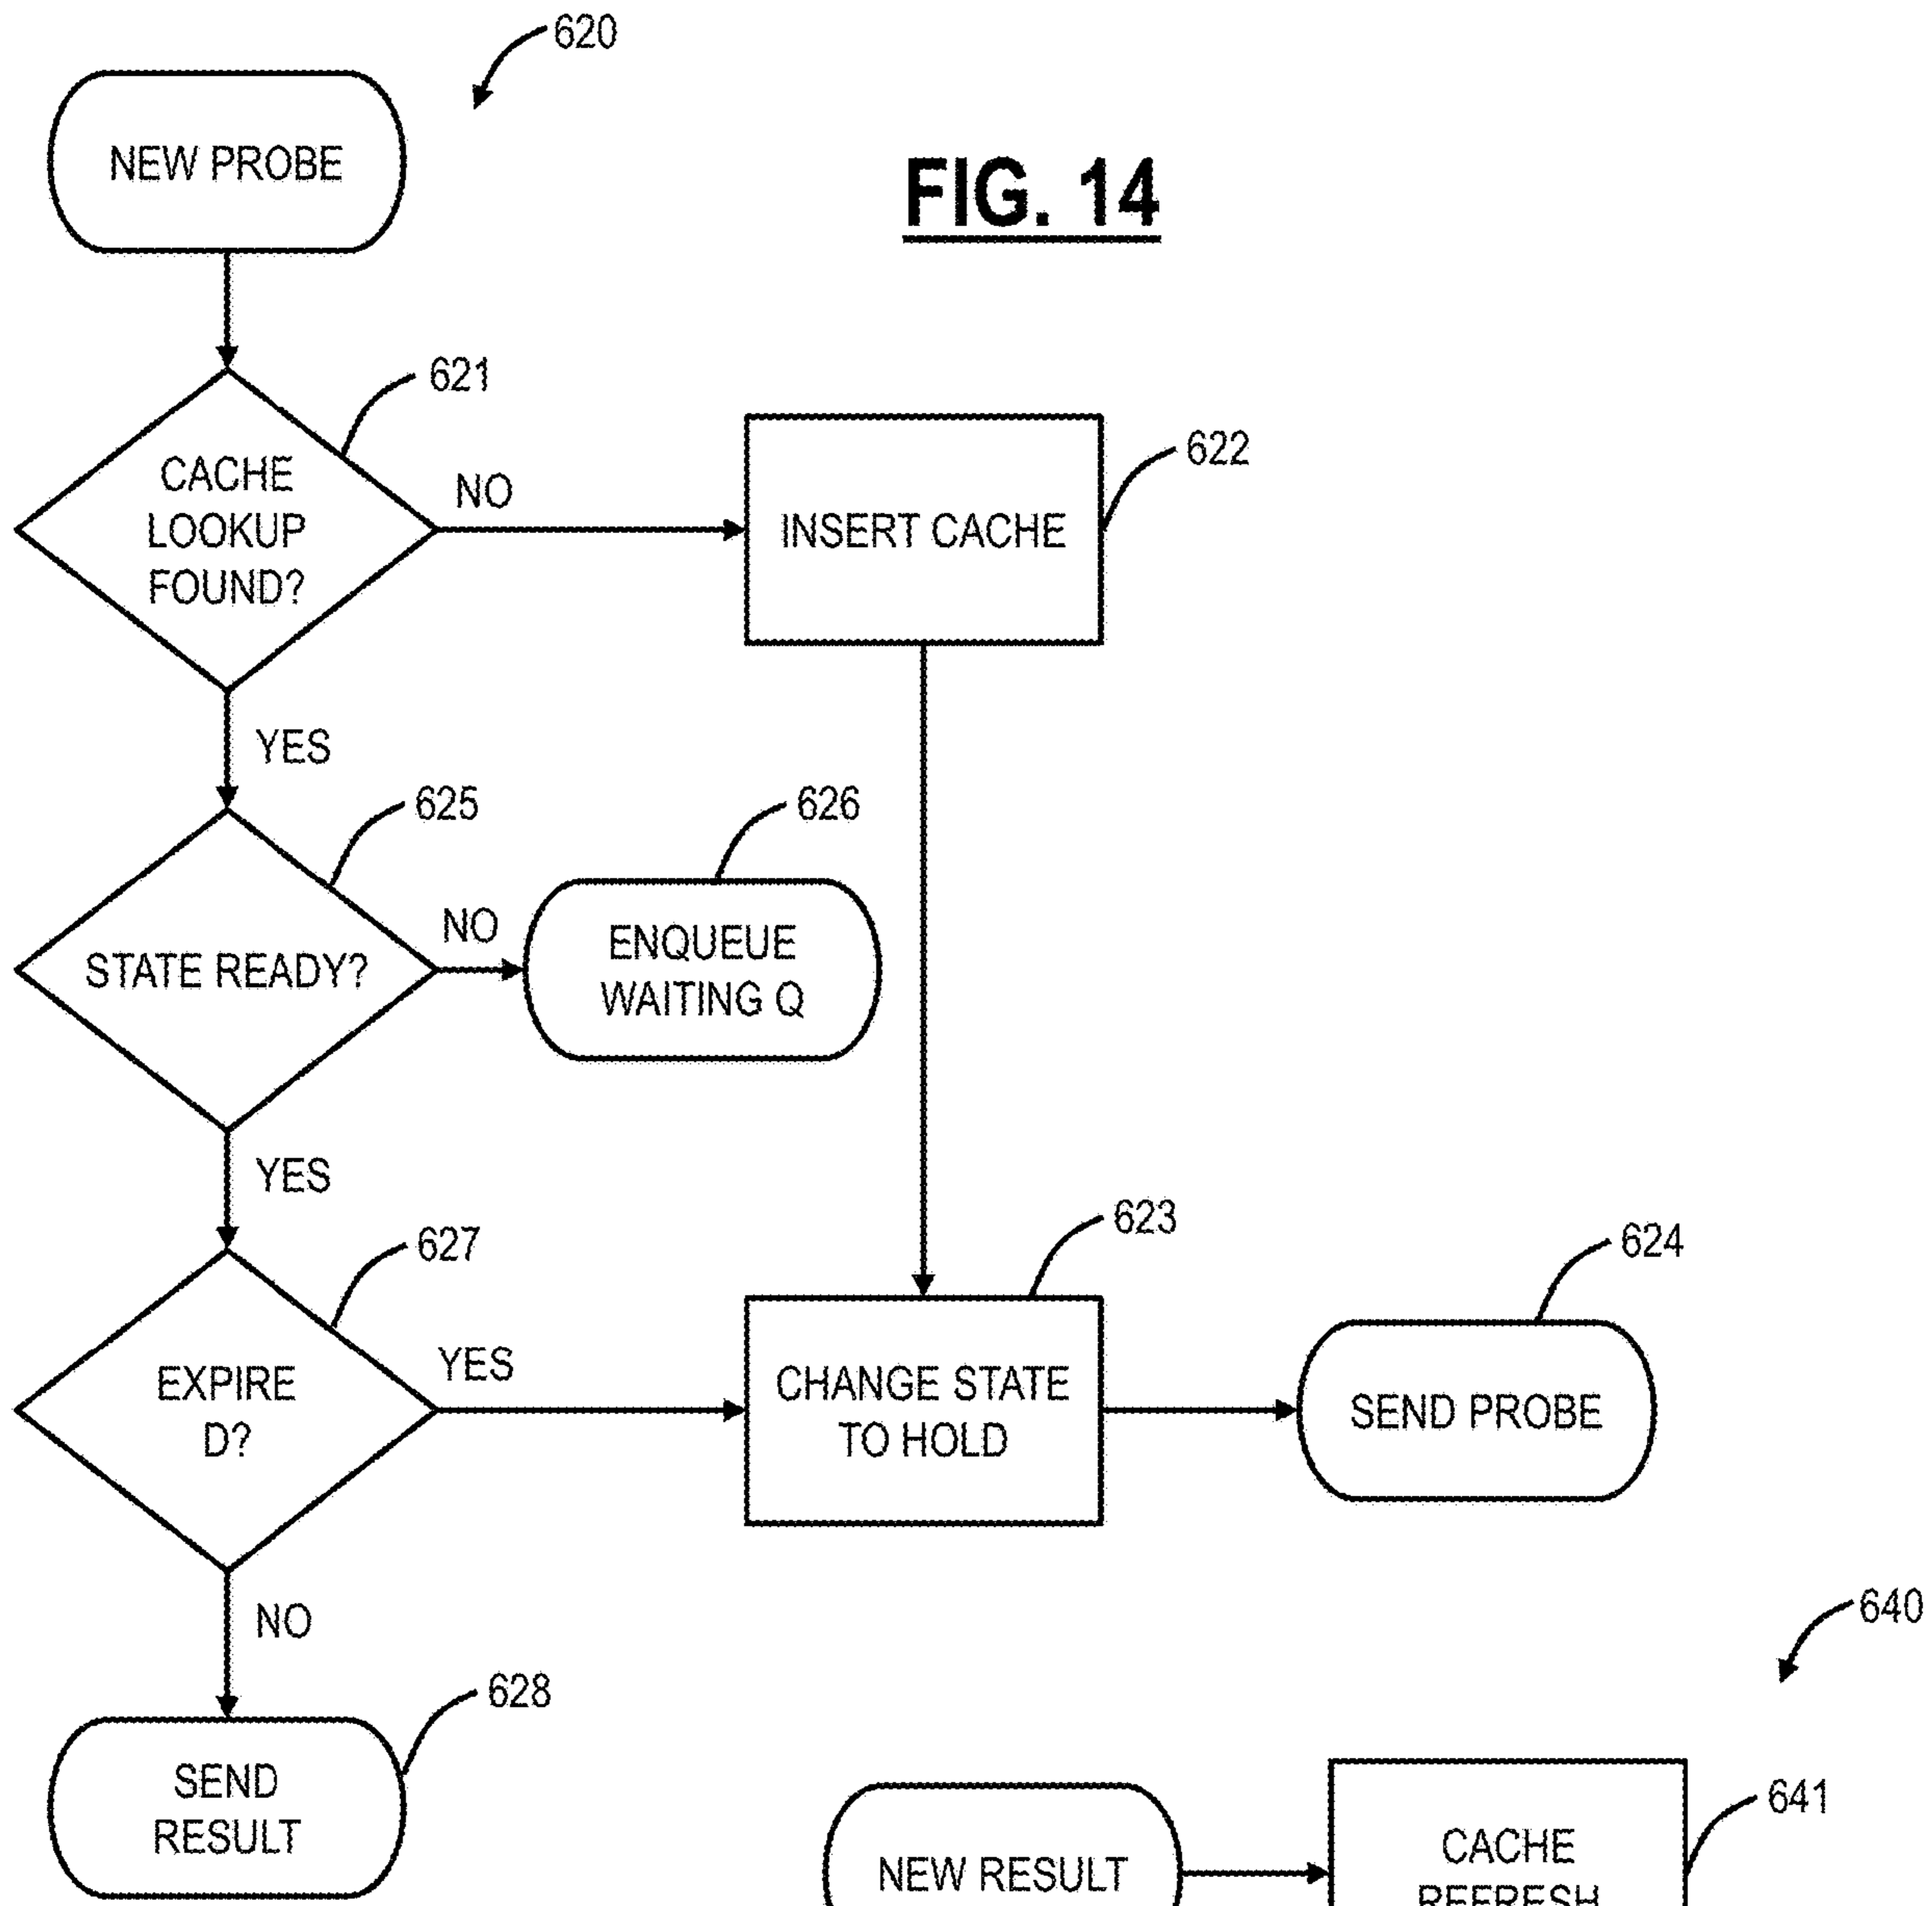 620
NEW PROBE
FIG. 14
621
CACHE
LOOKUP
FOUND?
NO
INSERT CACHE
622
YES
625
626
STATE READY?
NO
ENQUEUE
WAITING Q
YES
627
623
624
EXPIRE
D?
YES
CHANGE STATE
TO HOLD
SEND PROBE
NO
640
628
SEND
RESULT
641
NEW RESULT
CACHE
REFRESH